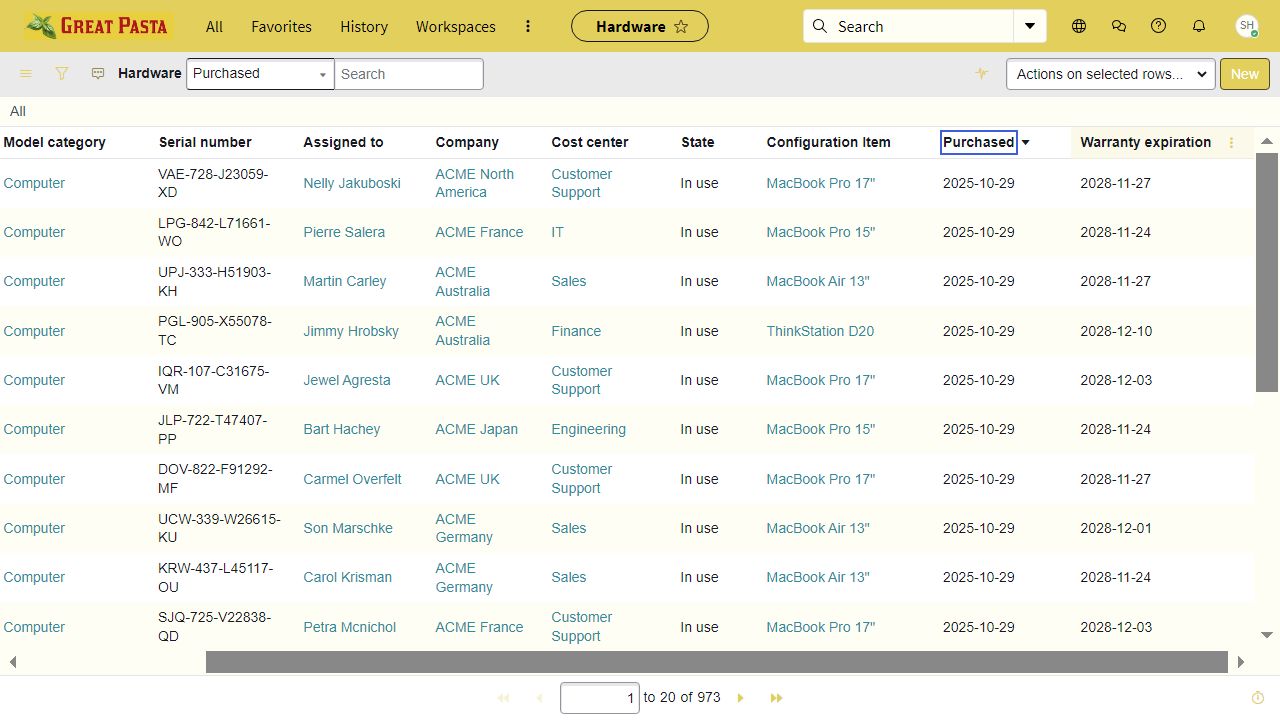 GREAT PASTA All Favorites History Workspaces Hardware Search SH
Hardware Purchased Search Actions on selected rows... New
All
Model category Serial number Assigned to Company Cost center State Configuration Item Purchased Warranty expiration
Computer VAE-728-J23059-XD Nelly Jakuboski ACME North America Customer Support In use MacBook Pro 17" 2025-10-29 2028-11-27
Computer LPG-842-L71661-WO Pierre Salera ACME France IT In use MacBook Pro 15" 2025-10-29 2028-11-24
Computer UPJ-333-H51903-KH Martin Carley ACME Australia Sales In use MacBook Air 13" 2025-10-29 2028-11-27
Computer PGL-905-X55078-TC Jimmy Hrobsky ACME Australia Finance In use ThinkStation D20 2025-10-29 2028-12-10
Computer IQR-107-C31675-VM Jewel Agresta ACME UK Customer Support In use MacBook Pro 17" 2025-10-29 2028-12-03
Computer JLP-722-T47407-PP Bart Hachey ACME Japan Engineering In use MacBook Pro 15" 2025-10-29 2028-11-24
Computer DOV-822-F91292-MF Carmel Overfelt ACME UK Customer Support In use MacBook Pro 17" 2025-10-29 2028-11-27
Computer UCW-339-W26615-KU Son Marschke ACME Germany Sales In use MacBook Air 13" 2025-10-29 2028-12-01
Computer KRW-437-L45117-OU Carol Krisman ACME Germany Sales In use MacBook Air 13" 2025-10-29 2028-11-24
Computer SJQ-725-V22838-QD Petra Mcnichol ACME France Customer Support In use MacBook Pro 17" 2025-10-29 2028-12-03
1 to 20 of 973